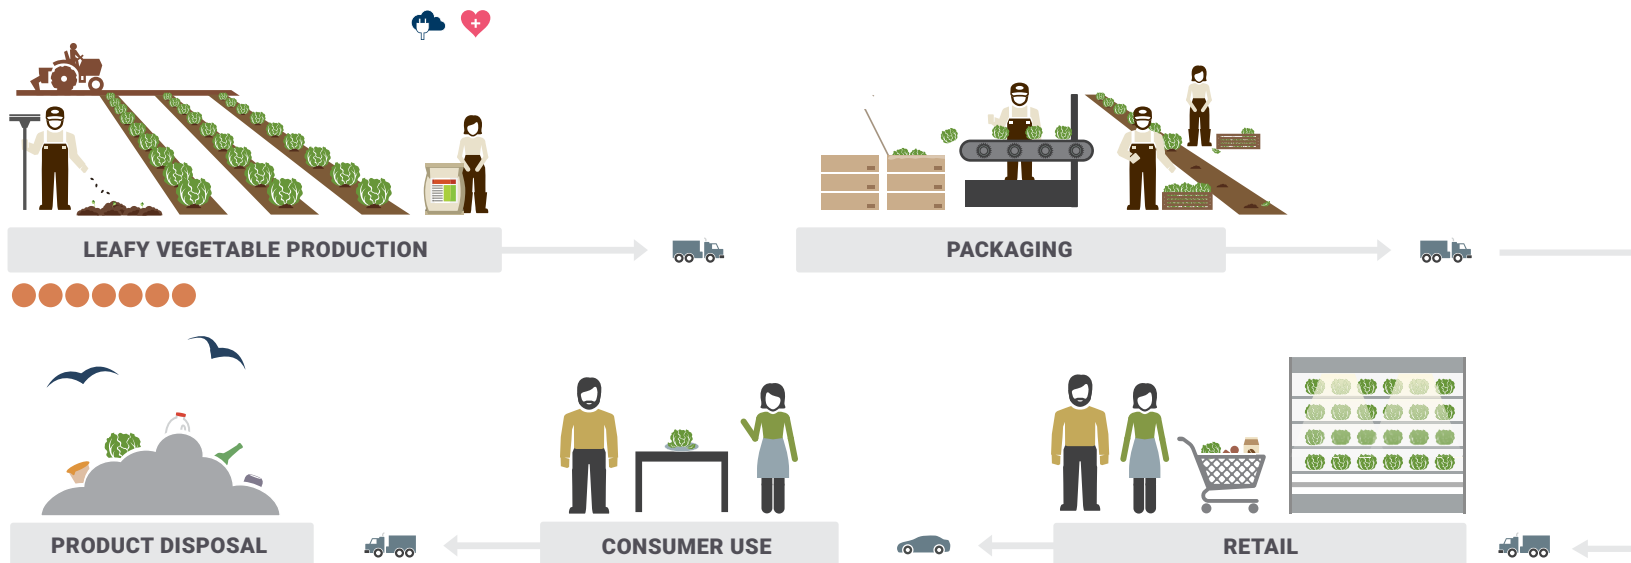 LEAFY VEGETABLE PRODUCTION
PACKAGING
PRODUCT DISPOSAL
CONSUMER USE
RETAIL